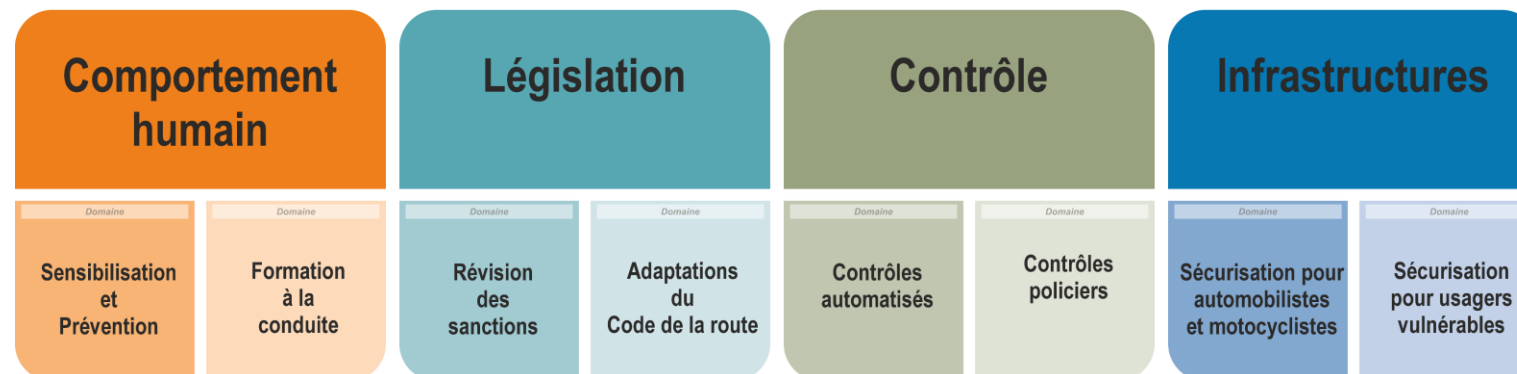 Comportement
humain
Législation
Contrôle
Infrastructures
Domaine
Sensibilisation
et
Prévention
Domaine
Formation
à la
conduite
Domaine
Révision
des
sanctions
Domaine
Adaptations
du
Code de la route
Domaine
Contrôles
automatisés
Domaine
Contrôles
policiers
Domaine
Sécurisation pour
automobilistes
et motocyclistes
Domaine
Sécurisation
pour usagers
vulnérables